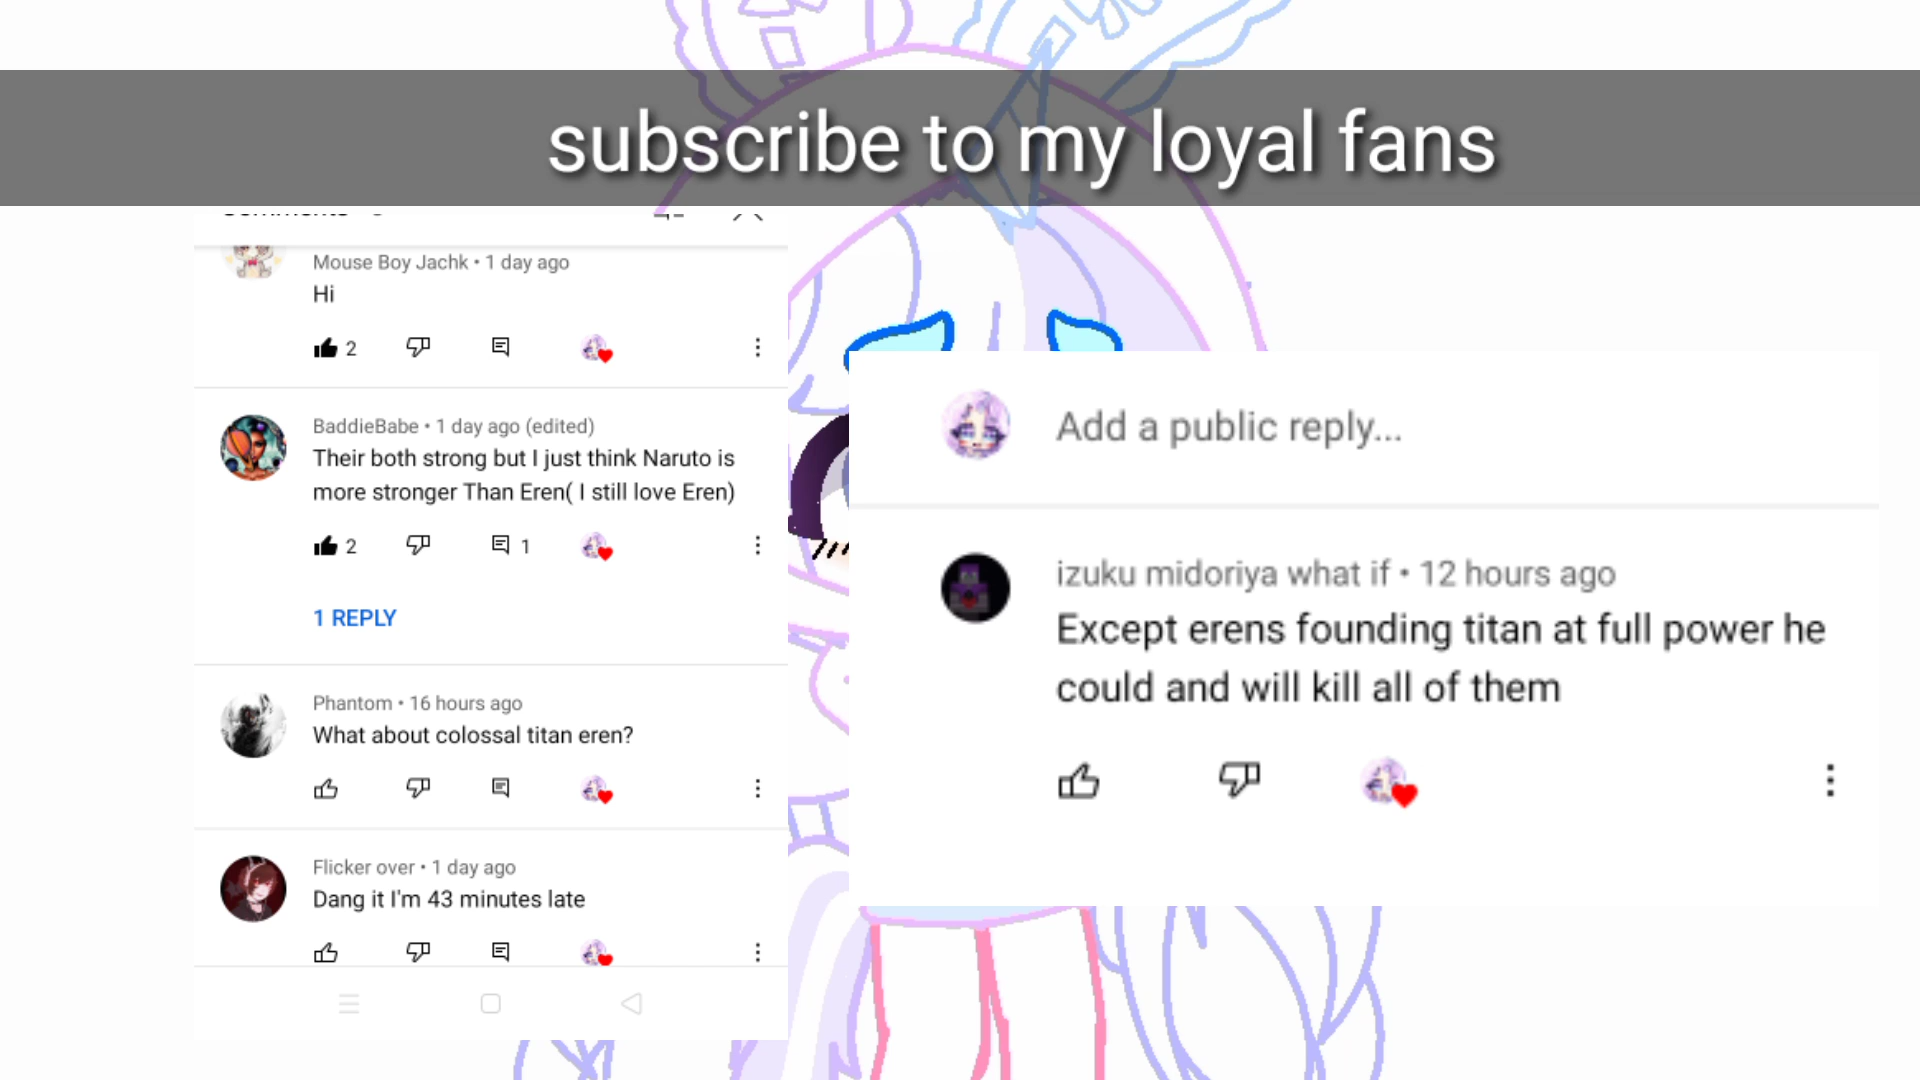 subscribe to my loyal fans
Mouse Boy Jachk • 1 day ago
Hi
2
BaddieBabe • 1 day ago (edited)
Their both strong but I just think Naruto is
more stronger Than Eren( I still love Eren)
2
1
1 REPLY
Phantom • 16 hours ago
What about colossal titan eren?
Flicker over • 1 day ago
Dang it I'm 43 minutes late
Add a public reply...
izuku midoriya what if • 12 hours ago
Except erens founding titan at full power he
could and will kill all of them